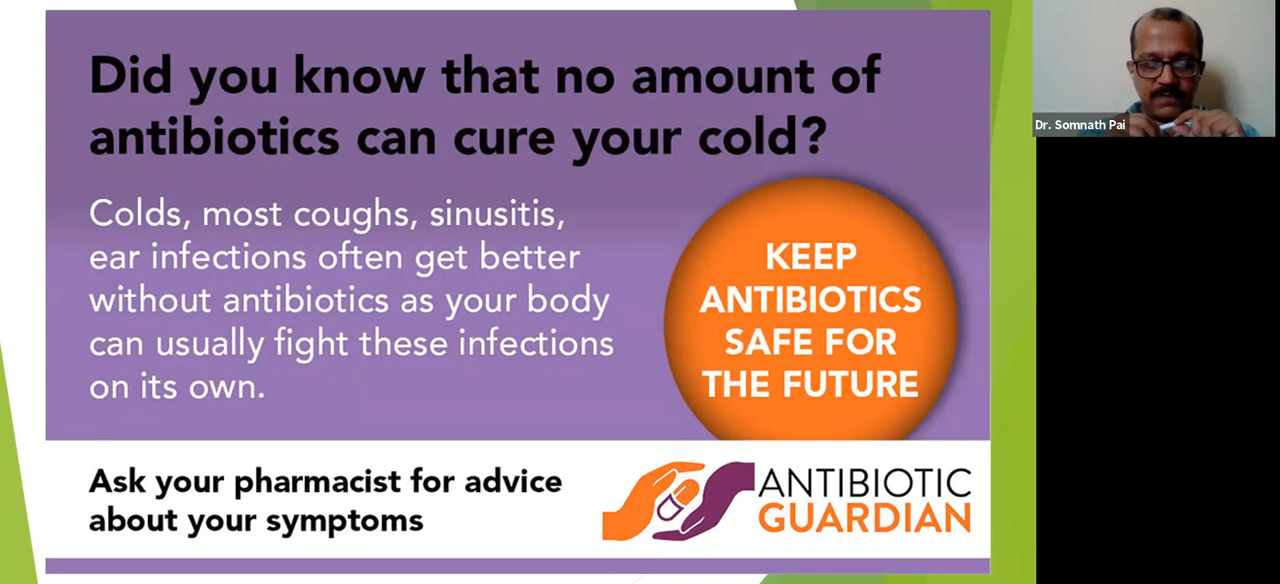 Did you know that no amount of
antibiotics can cure your cold?
Colds, most coughs, sinusitis,
ear infections often get better
without antibiotics as your body
can usually fight these infections
on its own.
KEEP
ANTIBIOTICS
SAFE FOR
THE FUTURE
Ask your pharmacist for advice
about your symptoms
ANTIBIOTIC
GUARDIAN
Dr. Somnath Pai